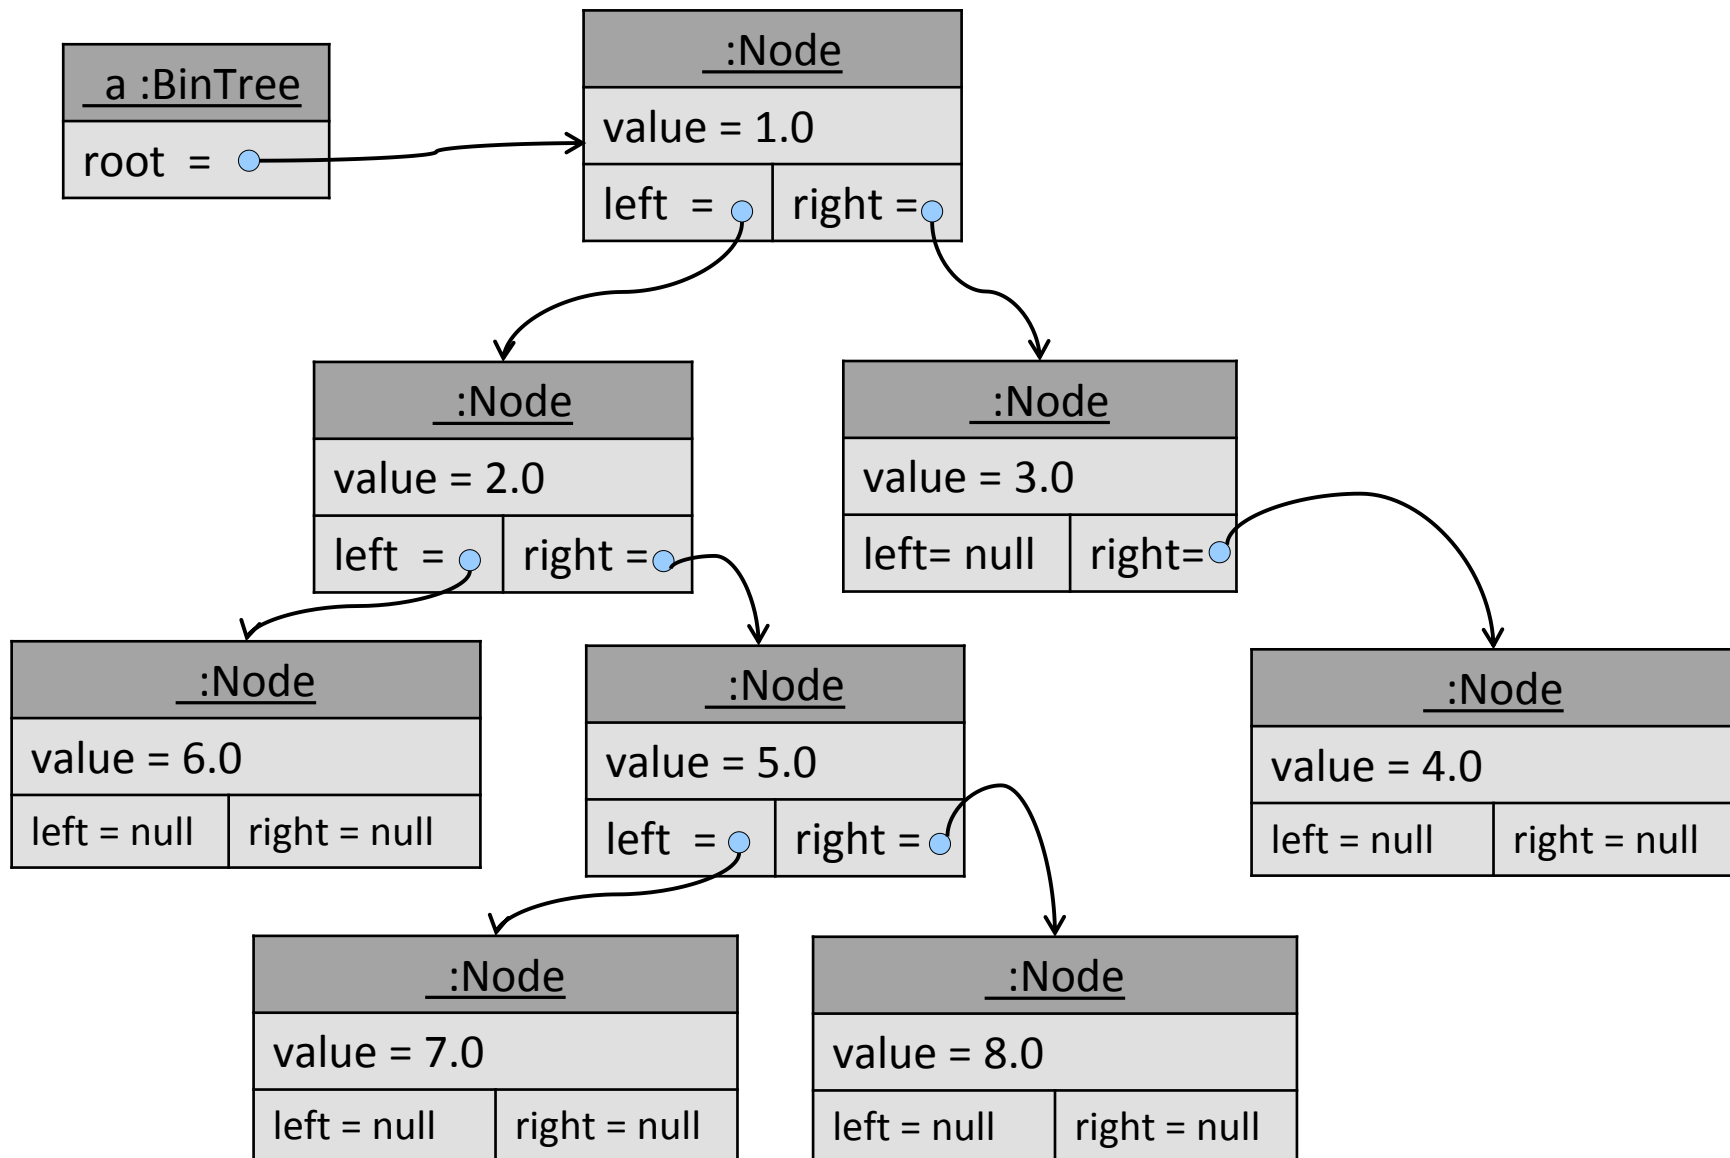 a :BinTree
root =
:Node
value = 1.0
left = right =
:Node
value = 2.0
left = right =
:Node
value = 3.0
left= null right=
:Node
value = 6.0
left = null right = null
:Node
value = 5.0
left = right =
:Node
value = 4.0
left = null right = null
:Node
value = 7.0
left = null right = null
:Node
value = 8.0
left = null right = null